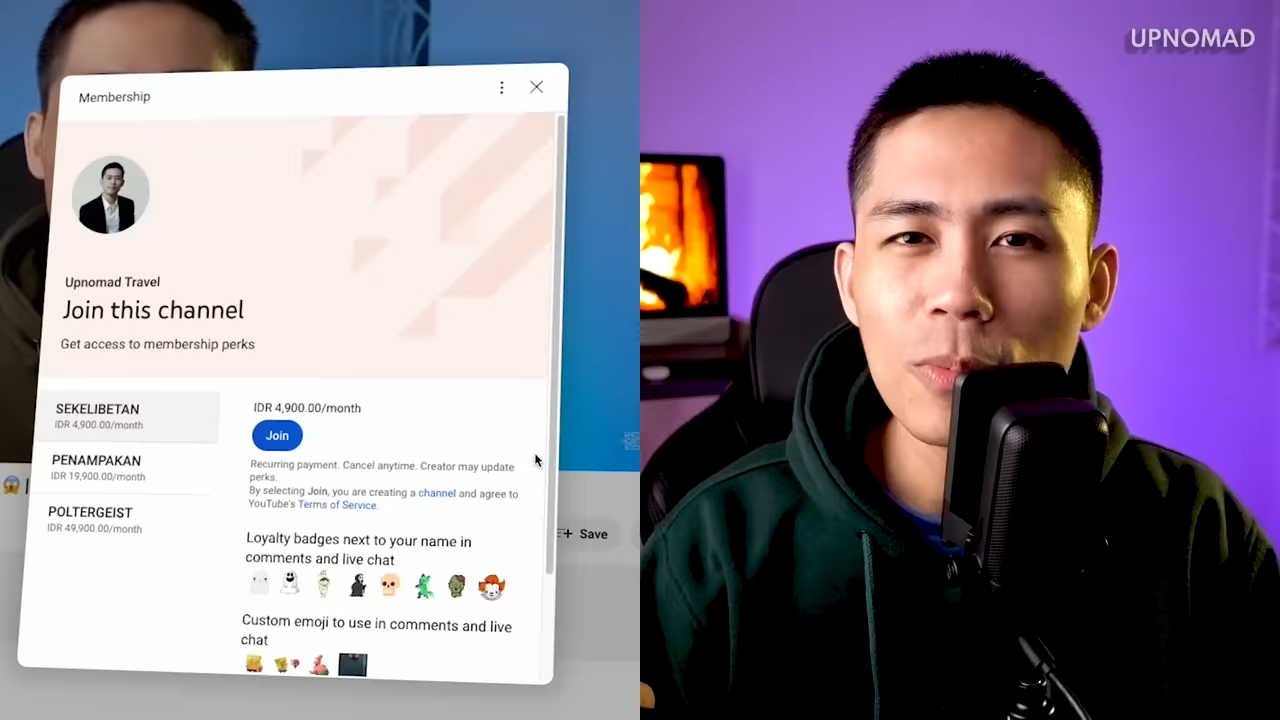 UPNOMAD
Membership
Upnomad Travel
Join this channel
Get access to membership perks
SEKELIBETAN
IDR 4,900.00/month
PENAMPAKAN
IDR 19,900.00/month
POLTERGEIST
IDR 49,900.00/month
IDR 4,900.00/month
Join
Recurring payment. Cancel anytime. Creator may update
perks.
By selecting Join, you are creating a channel and agree to
YouTube's Terms of Service.
Loyalty badges next to your name in
comments and live chat
Custom emoji to use in comments and live
chat
Save